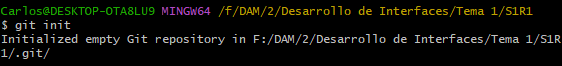 Carlos@DESKTOP-OTA8LU9 MINGW64 /f/DAM/2/Desarrollo de Interfaces/Tema 1/S1R1
$ git init
Initialized empty Git repository in F:/DAM/2/Desarrollo de Interfaces/Tema 1/S1R
1/.git/